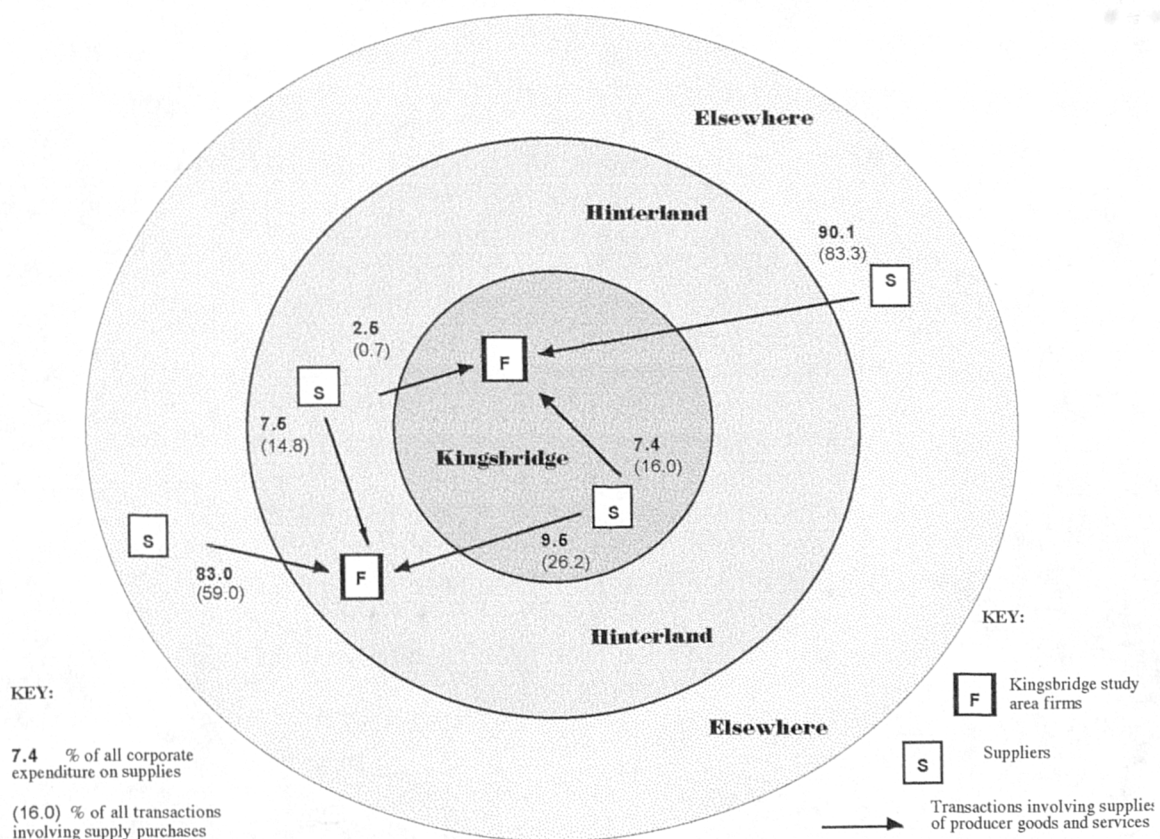 Elsewhere
Hinterland
90.1
(83.3)
S
2.5
(0.7)
F
S
7.5
(14.8)
Kingsbridge
7.4
(16.0)
S
S
9.5
(26.2)
83.0
(59.0)
F
Hinterland
Elsewhere
KEY:
F
Kingsbridge study
area firms
S
Suppliers
Transactions involving supplies
of producer goods and services
KEY:
7.4 % of all corporate
expenditure on supplies
(16.0) % of all transactions
involving supply purchases